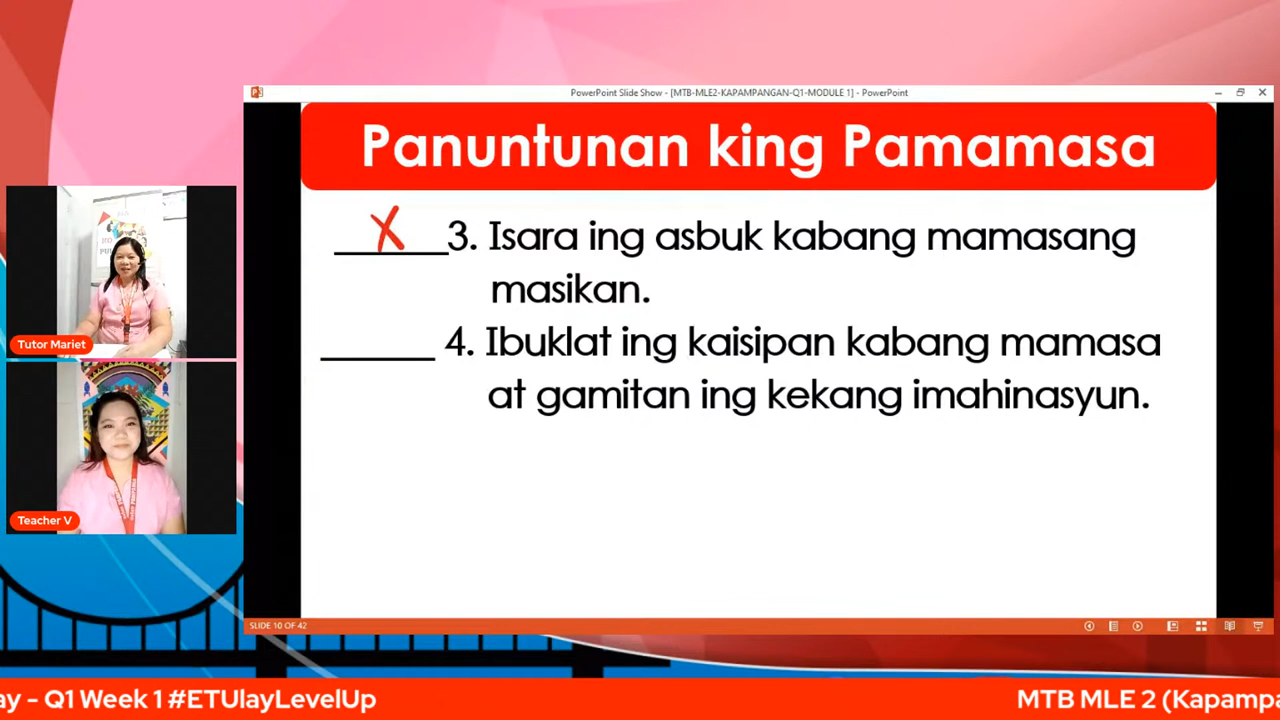 PowerPoint Slide Show - [MTB-MLE2-KAPAMPANGAN-Q1-MODULE 1] - PowerPoint
Panuntunan king Pamamasa
X 3. Isara ing asbuk kabang mamasang
masikan.
______ 4. Ibuklat ing kaisipan kabang mamasa
at gamitan ing kekang imahinasyun.
Tutor Mariet
Teacher V
SLIDE 10 OF 42
ay - Q1 Week 1 #ETUlayLevelUp
MTB MLE 2 (Kapampa